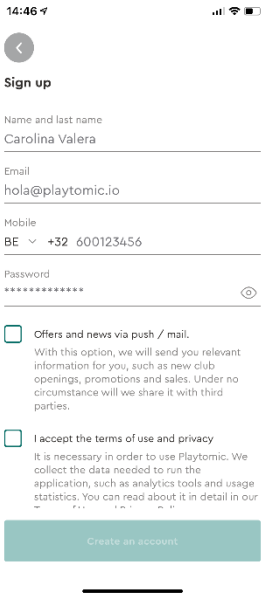 14:46
Sign up
Name and last name
Carolina Valera
Email
hola@playtomic.io
Mobile
BE +32 600123456
Password
*************
Offers and news via push / mail.
With this option, we will send you relevant
information for you, such as new club
openings, promotions and sales. Under no
circumstance will we share it with third
parties.
I accept the terms of use and privacy
It is necessary in order to use Playtomic. We
collect the data needed to run the
application, such as analytics tools and usage
statistics. You can read about it in detail in our
Create an account